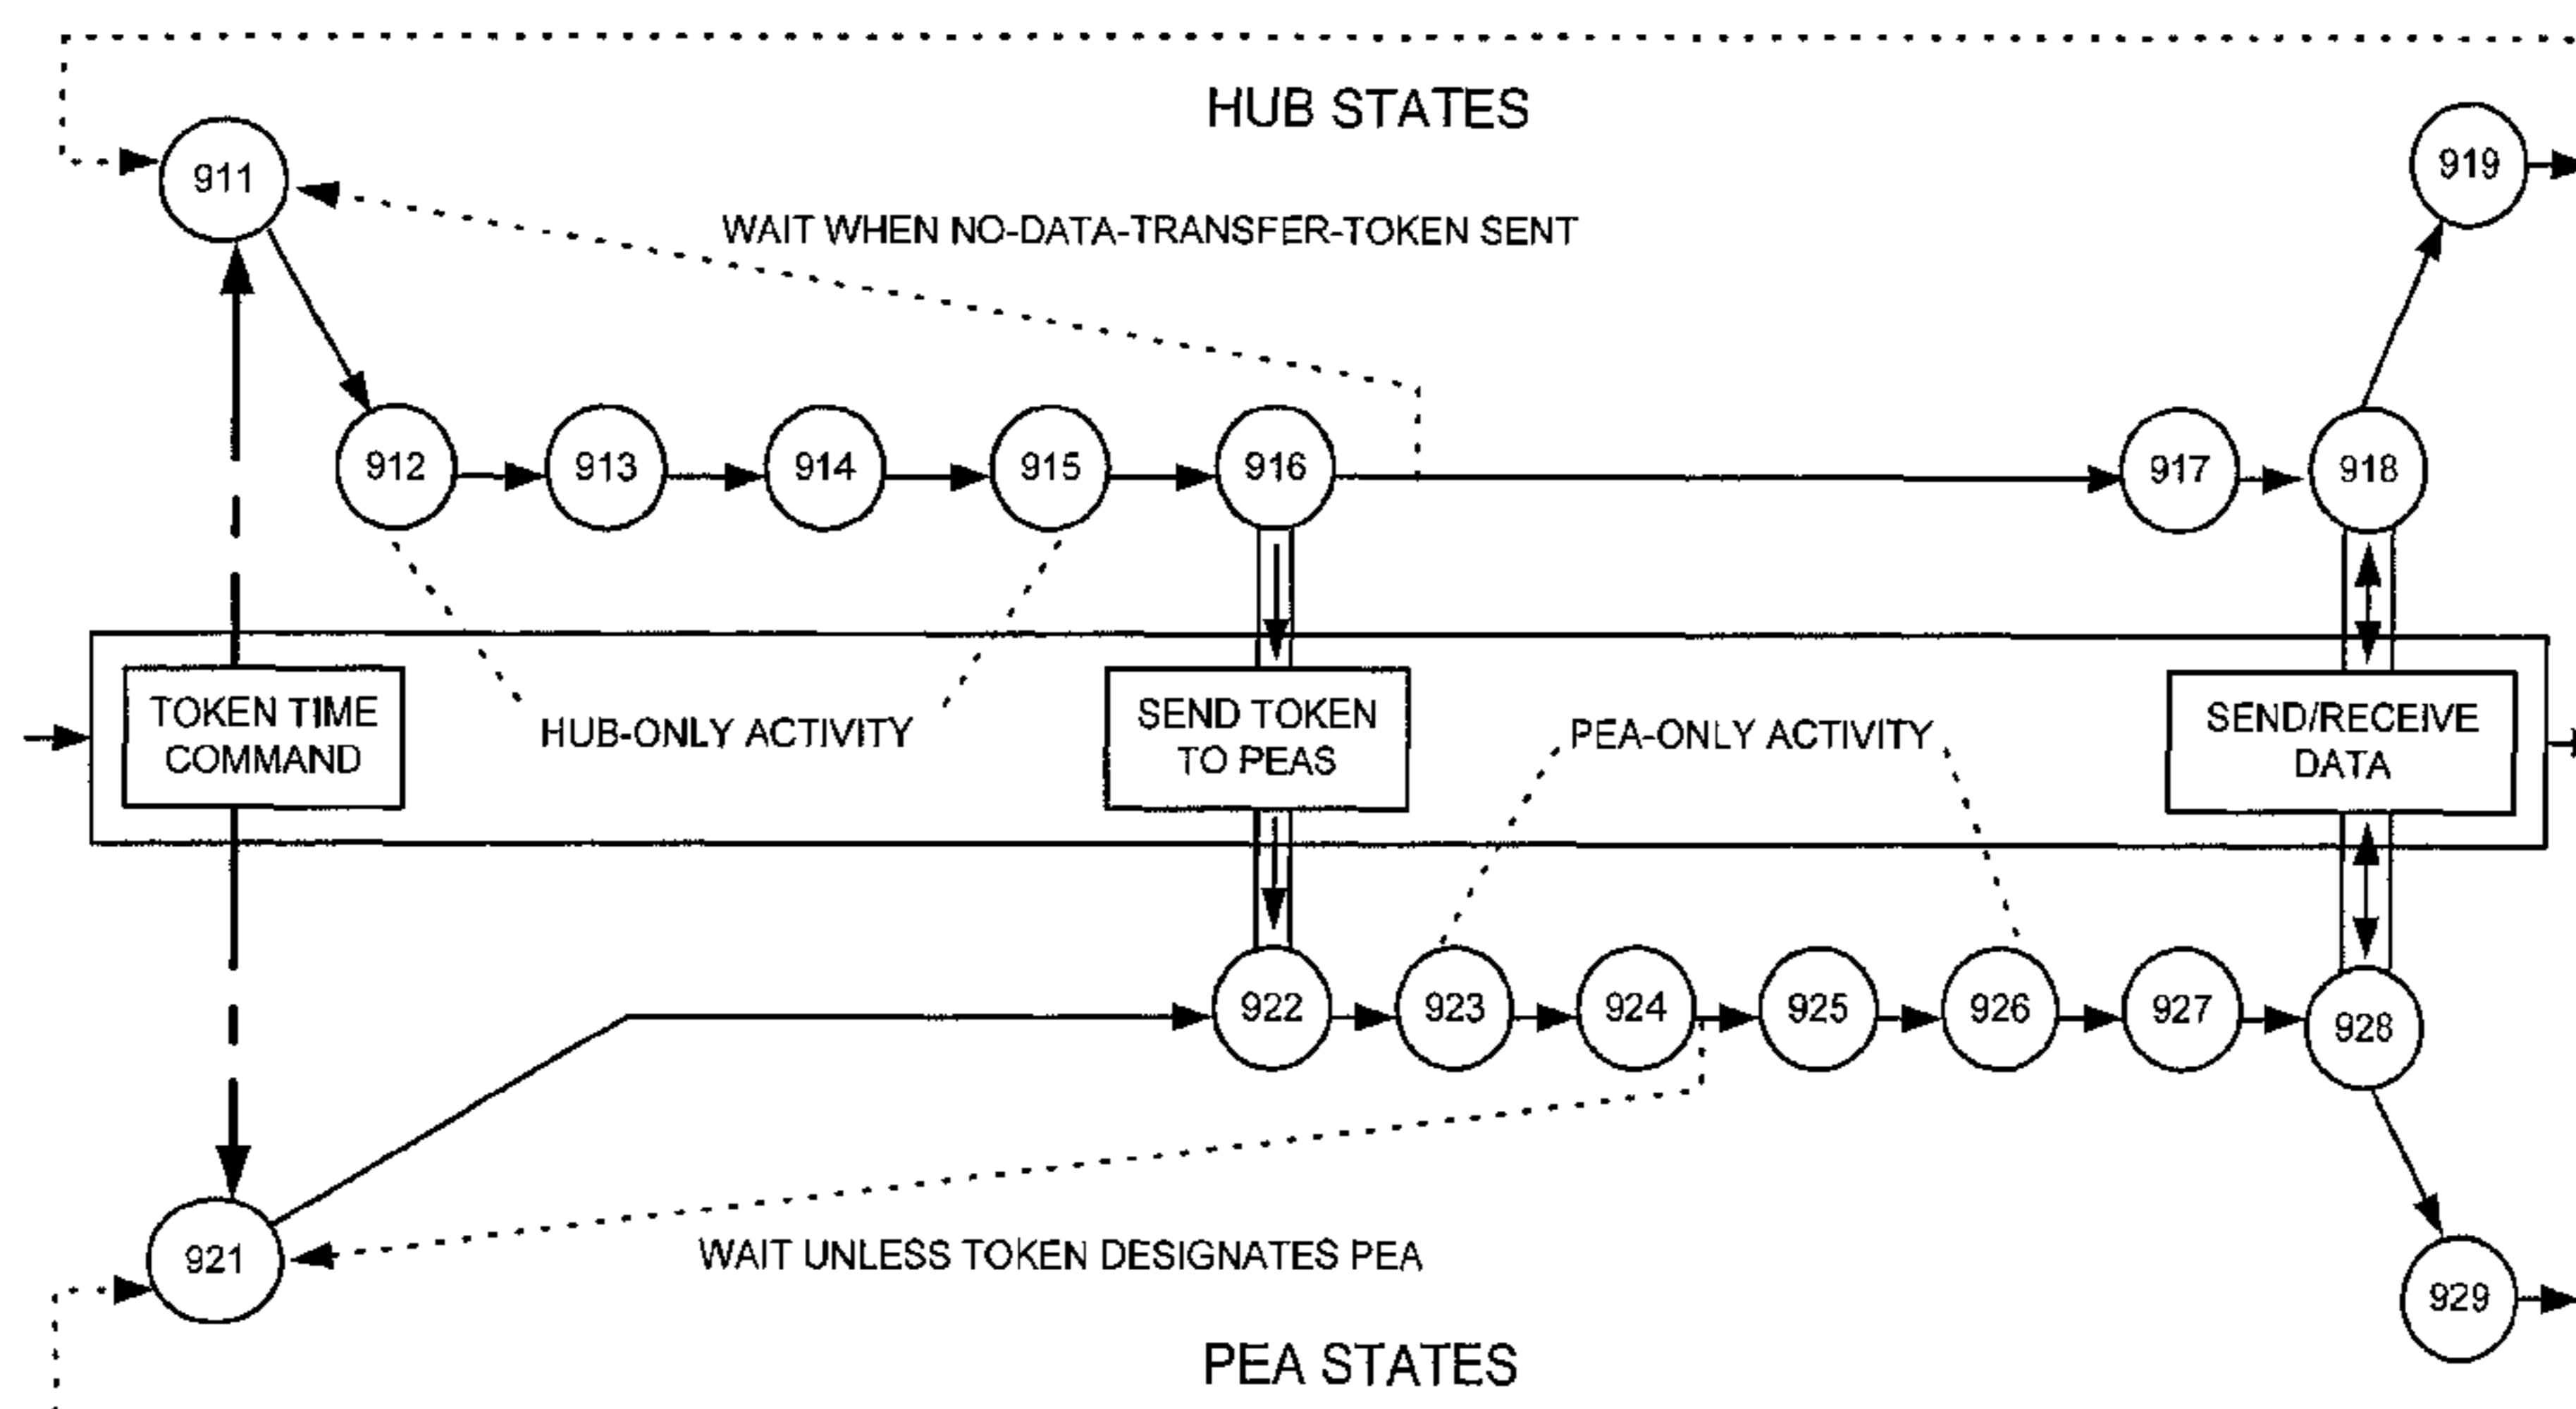 HUB STATES
911
919
WAIT WHEN NO-DATA-TRANSFER-TOKEN SENT
912
913
914
915
916
917
918
TOKEN TIME
COMMAND
HUB-ONLY ACTIVITY
SEND TOKEN
TO PEAS
PEA-ONLY ACTIVITY
SEND/RECEIVE
DATA
922
923
924
925
926
927
928
921
WAIT UNLESS TOKEN DESIGNATES PEA
929
PEA STATES